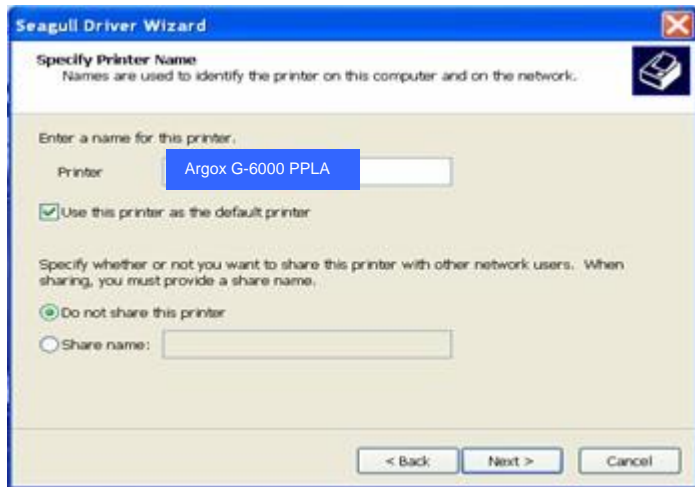 Seagull Driver Wizard
Specify Printer Name
Names are used to identify the printer on this computer and on the network.
Enter a name for this printer.
Printer
Argox G-6000 PPLA
Use this printer as the default printer
Specify whether or not you want to share this printer with other network users. When
sharing, you must provide a share name.
Do not share this printer
Share name:
< Back
Next >
Cancel